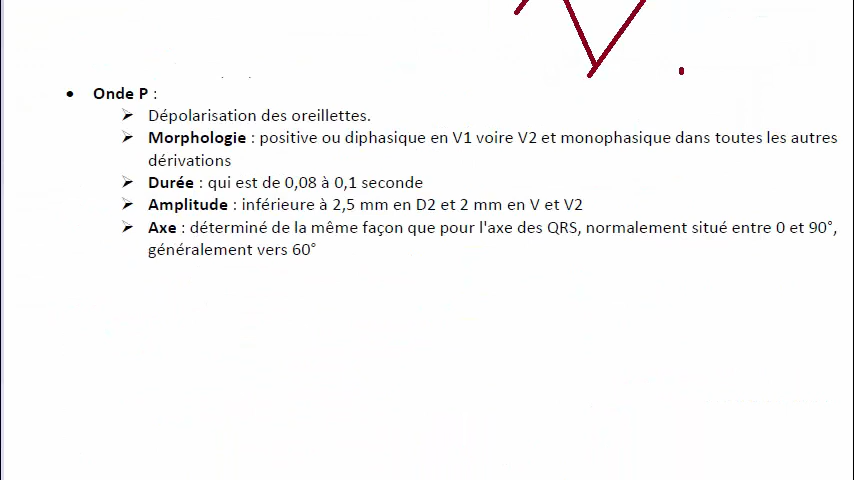 • Onde P :
➢ Dépolarisation des oreillettes.
➢ Morphologie : positive ou diphasique en V1 voire V2 et monophasique dans toutes les autres
dérivations
➢ Durée : qui est de 0,08 à 0,1 seconde
➢ Amplitude : inférieure à 2,5 mm en D2 et 2 mm en V et V2
➢ Axe : déterminé de la même façon que pour l'axe des QRS, normalement situé entre 0 et 90°,
généralement vers 60°